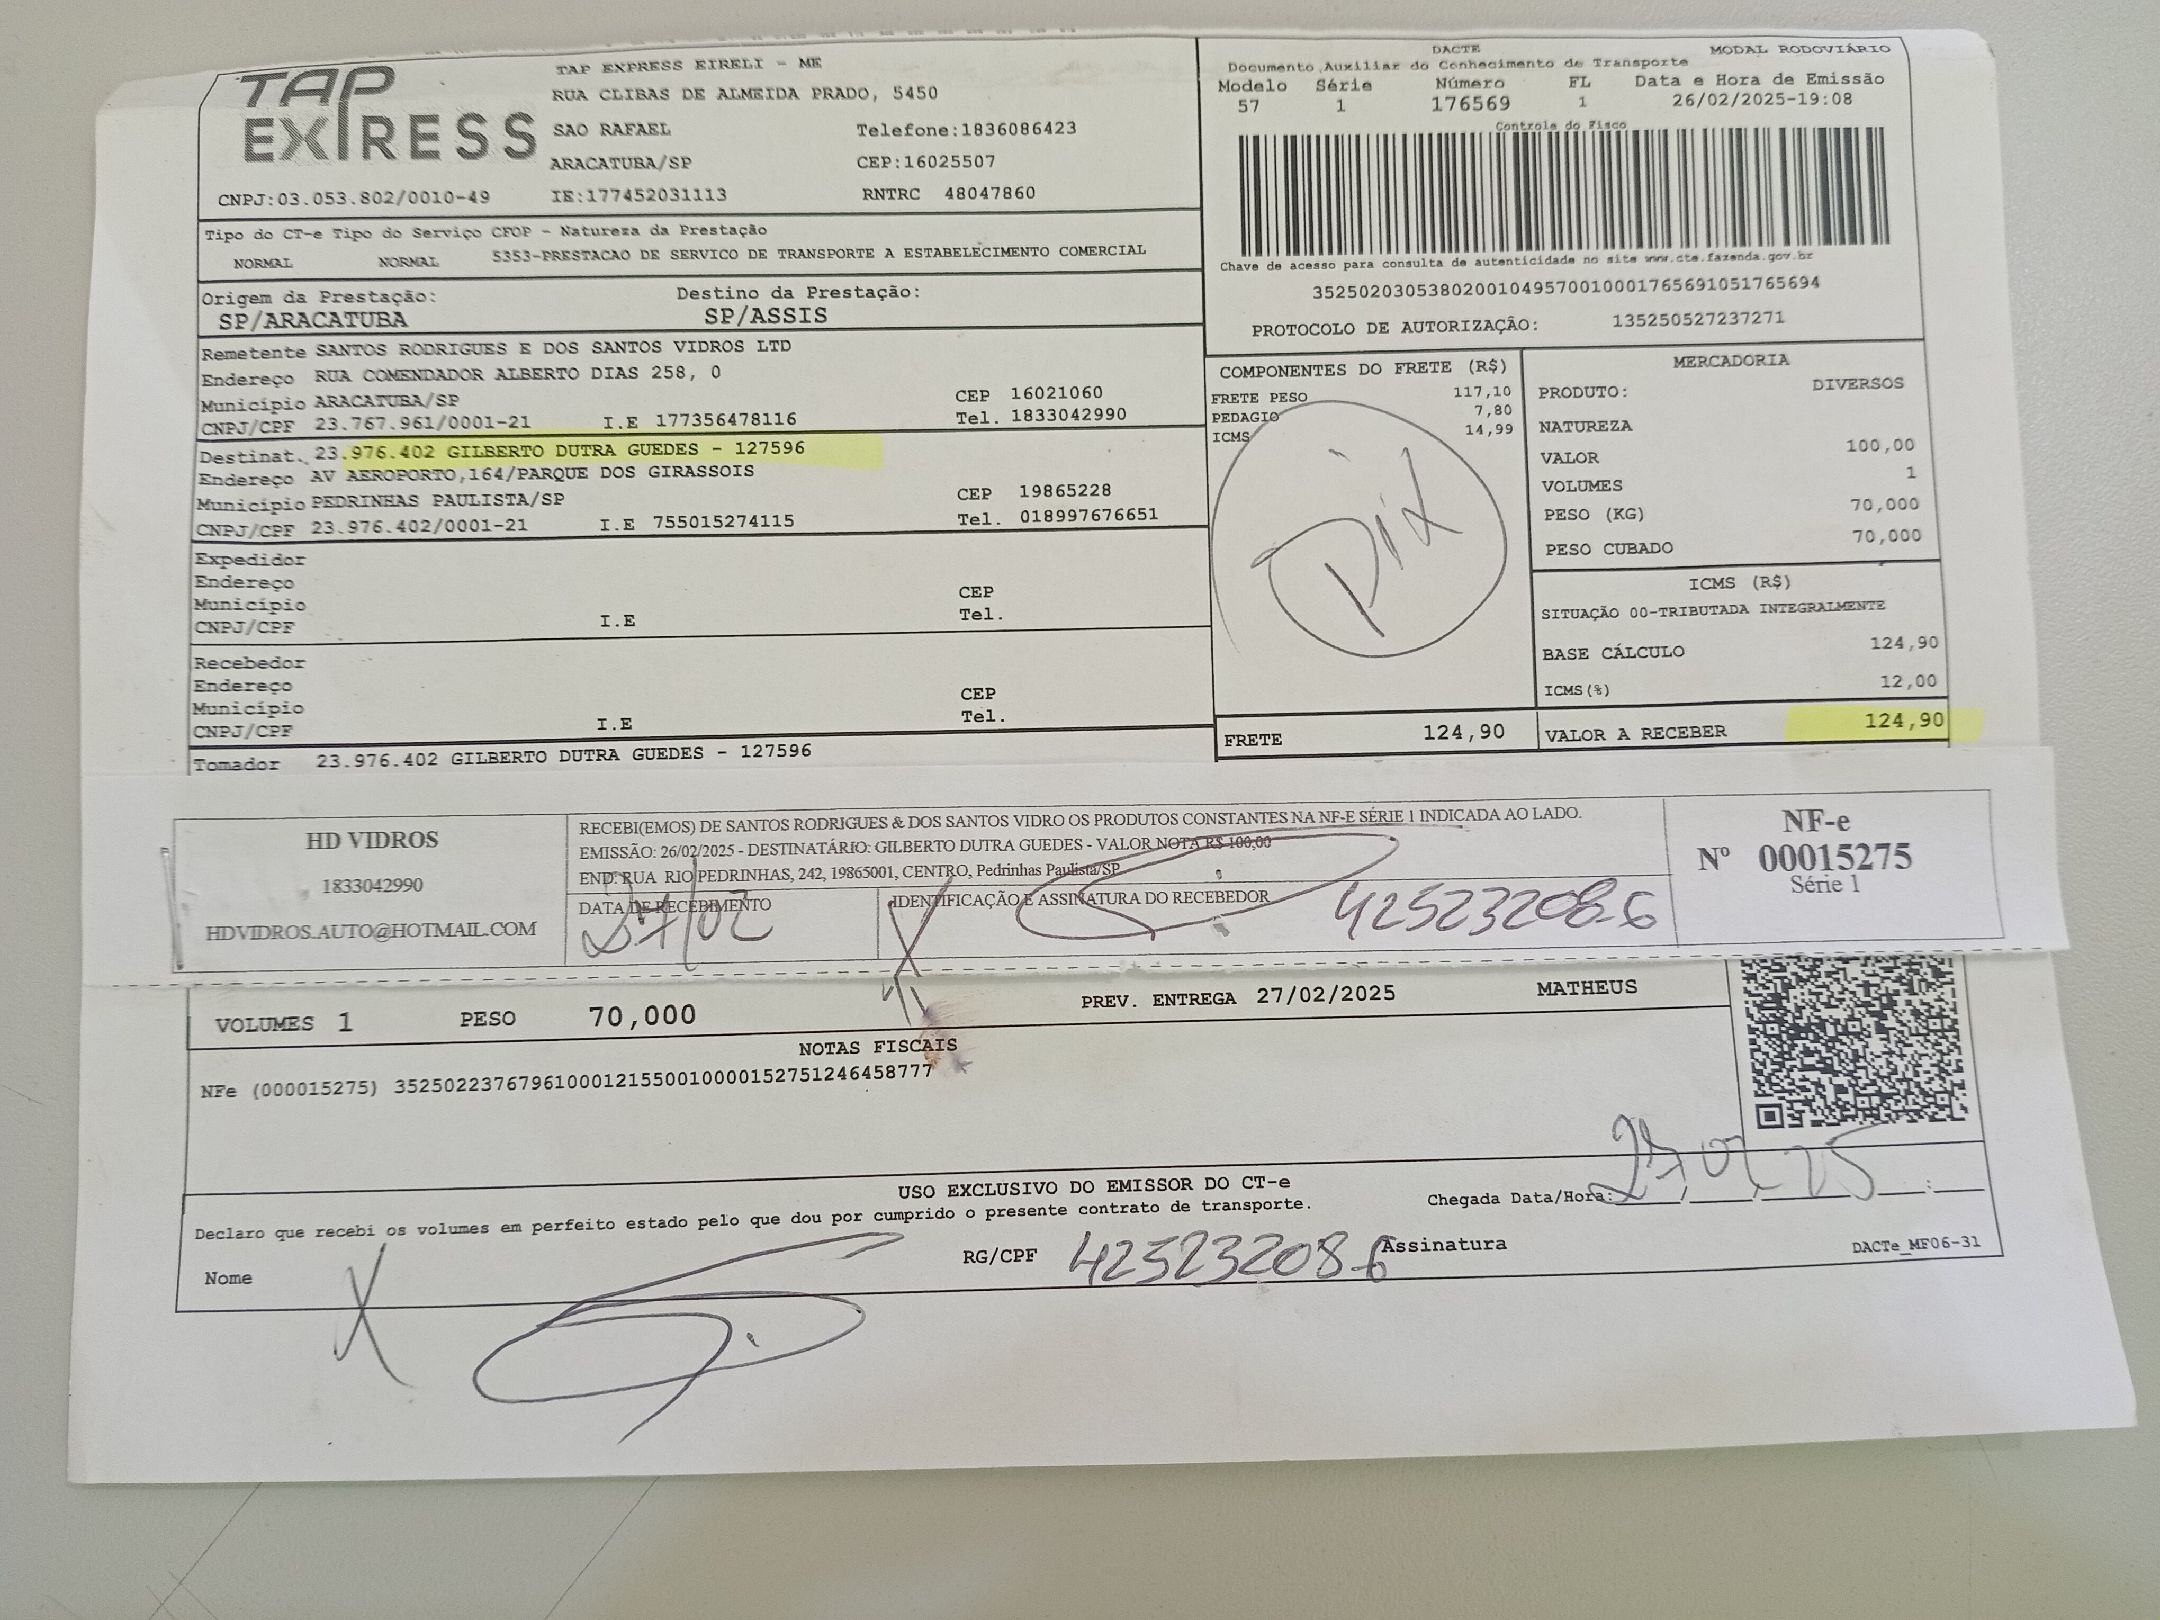 TAP EXPRESS
TAP EXPRESS EIRELI - ME
RUA CLIBAS DE ALMEIDA PRADO, 5450
SAO RAFAEL Telefone:1836086423
ARACATUBA/SP CEP:16025507
CNPJ:03.053.802/0010-49 IE:177452031113 RNTRC 48047860
DACTE MODAL RODOVIÁRIO
Documento Auxiliar do Conhecimento de Transporte
Modelo Série Número FL Data e Hora de Emissão
57 1 176569 1 26/02/2025-19:08
Controle do Fisco
Chave de acesso para consulta de autenticidade no site www.cte.fazenda.gov.br
35250203053802001049570010001765691051765694
PROTOCOLO DE AUTORIZAÇÃO: 135250527237271
Tipo do CT-e Tipo do Serviço CFOP - Natureza da Prestação
NORMAL NORMAL 5353-PRESTACAO DE SERVICO DE TRANSPORTE A ESTABELECIMENTO COMERCIAL
Origem da Prestação: Destino da Prestação:
SP/ARACATUBA SP/ASSIS
Remetente SANTOS RODRIGUES E DOS SANTOS VIDROS LTD
Endereço RUA COMENDADOR ALBERTO DIAS 258, 0
Município ARACATUBA/SP CEP 16021060
CNPJ/CPF 23.767.961/0001-21 I.E 177356478116 Tel. 1833042990
Destinat. 23.976.402 GILBERTO DUTRA GUEDES - 127596
Endereço AV AEROPORTO,164/PARQUE DOS GIRASSOIS
Município PEDRINHAS PAULISTA/SP CEP 19865228
CNPJ/CPF 23.976.402/0001-21 I.E 755015274115 Tel. 018997676651
Expedidor
Endereço
Município CEP
CNPJ/CPF I.E Tel.
Recebedor
Endereço
Município CEP
CNPJ/CPF I.E Tel.
Tomador 23.976.402 GILBERTO DUTRA GUEDES - 127596
COMPONENTES DO FRETE (R$)
FRETE PESO 117,10
PEDAGIO 7,80
ICMS 14,99
Pix
FRETE 124,90
MERCADORIA
PRODUTO: DIVERSOS
NATUREZA
VALOR 100,00
VOLUMES 1
PESO (KG) 70,000
PESO CUBADO 70,000
ICMS (R$)
SITUAÇÃO 00-TRIBUTADA INTEGRALMENTE
BASE CÁLCULO 124,90
ICMS(%) 12,00
VALOR A RECEBER 124,90
HD VIDROS
1833042990
HDVIDROS.AUTO@HOTMAIL.COM
RECEBI(EMOS) DE SANTOS RODRIGUES & DOS SANTOS VIDRO OS PRODUTOS CONSTANTES NA NF-E SÉRIE 1 INDICADA AO LADO.
EMISSÃO: 26/02/2025 - DESTINATÁRIO: GILBERTO DUTRA GUEDES - VALOR NOTA R$ 100,00
END: RUA RIO PEDRINHAS, 242, 19865001, CENTRO, Pedrinhas Paulista/SP
DATA DE RECEBIMENTO IDENTIFICAÇÃO E ASSINATURA DO RECEBEDOR
27/02 X 42523208-6
NF-e
Nº 00015275
Série 1
VOLUMES 1 PESO 70,000 PREV. ENTREGA 27/02/2025 MATHEUS
NOTAS FISCAIS
NFe (000015275) 35250223767961000121550010000152751246458777
USO EXCLUSIVO DO EMISSOR DO CT-e
Declaro que recebi os volumes em perfeito estado pelo que dou por cumprido o presente contrato de transporte.
Chegada Data/Hora: 27 02 25
Nome X RG/CPF 42523208-6 Assinatura
DACTe_MF06-31